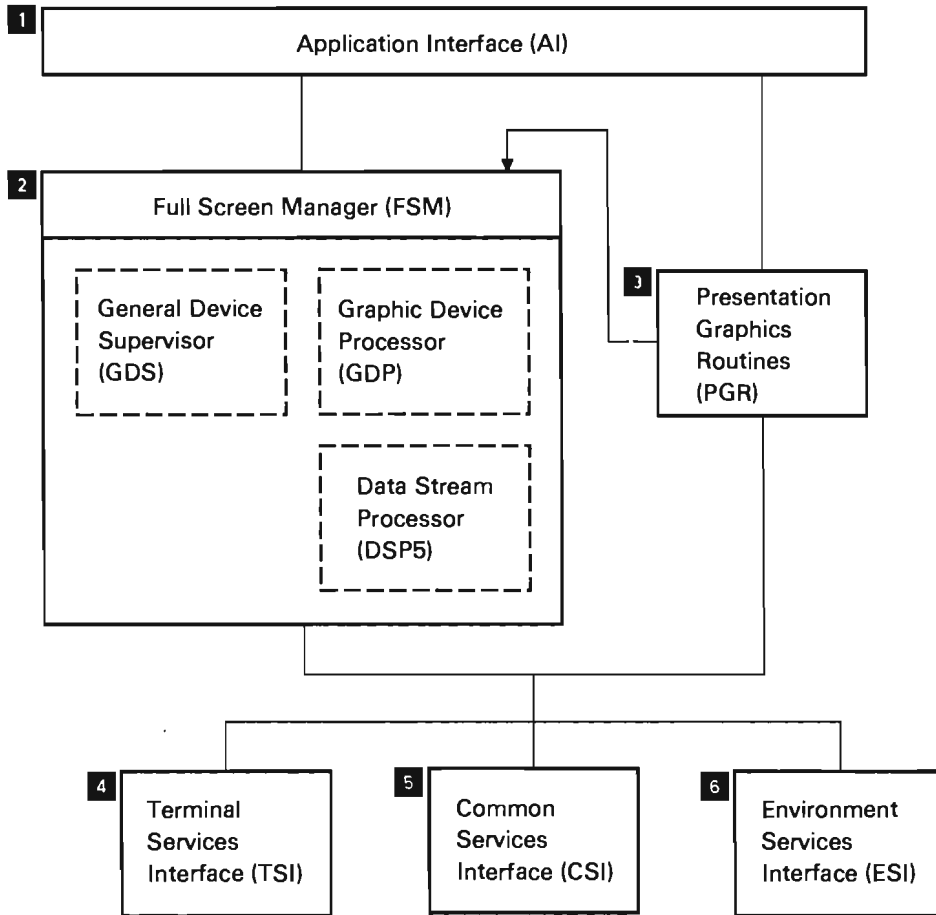 1
Application Interface (AI)
2
Full Screen Manager (FSM)
General Device
Supervisor
(GDS)
Graphic Device
Processor
(GDP)
Data Stream
Processor
(DSP5)
3
Presentation
Graphics
Routines
(PGR)
4
Terminal
Services
Interface (TSI)
5
Common
Services
Interface (CSI)
6
Environment
Services
Interface (ESI)